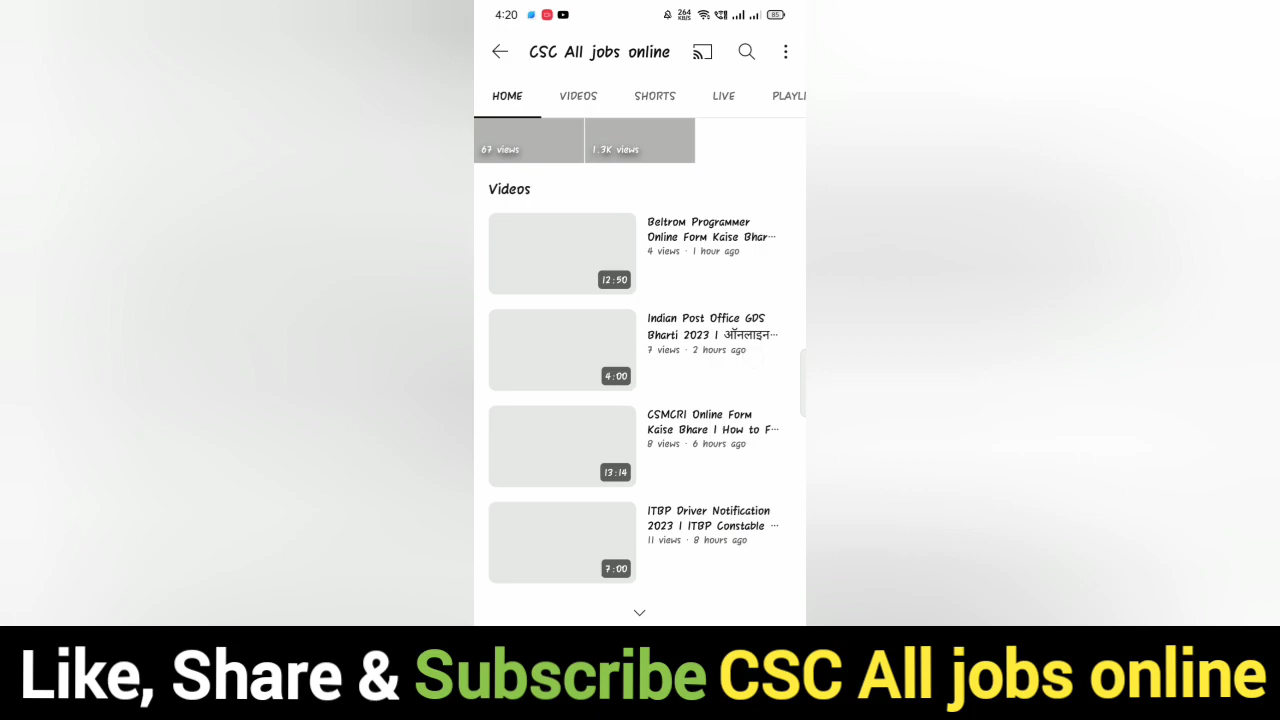 4:20
264
KB/S
85
CSC All jobs online
HOME VIDEOS SHORTS LIVE PLAYLI
67 views 1.3K views
Videos
Beltrom Programmer
Online Form Kaise Bhar...
4 views · 1 hour ago
12:50
Indian Post Office GDS
Bharti 2023 | ऑनलाइन...
7 views · 2 hours ago
4:00
CSMCRI Online Form
Kaise Bhare | How to F...
8 views · 6 hours ago
13:14
ITBP Driver Notification
2023 | ITBP Constable ...
11 views · 8 hours ago
7:00
Like, Share & Subscribe CSC All jobs online